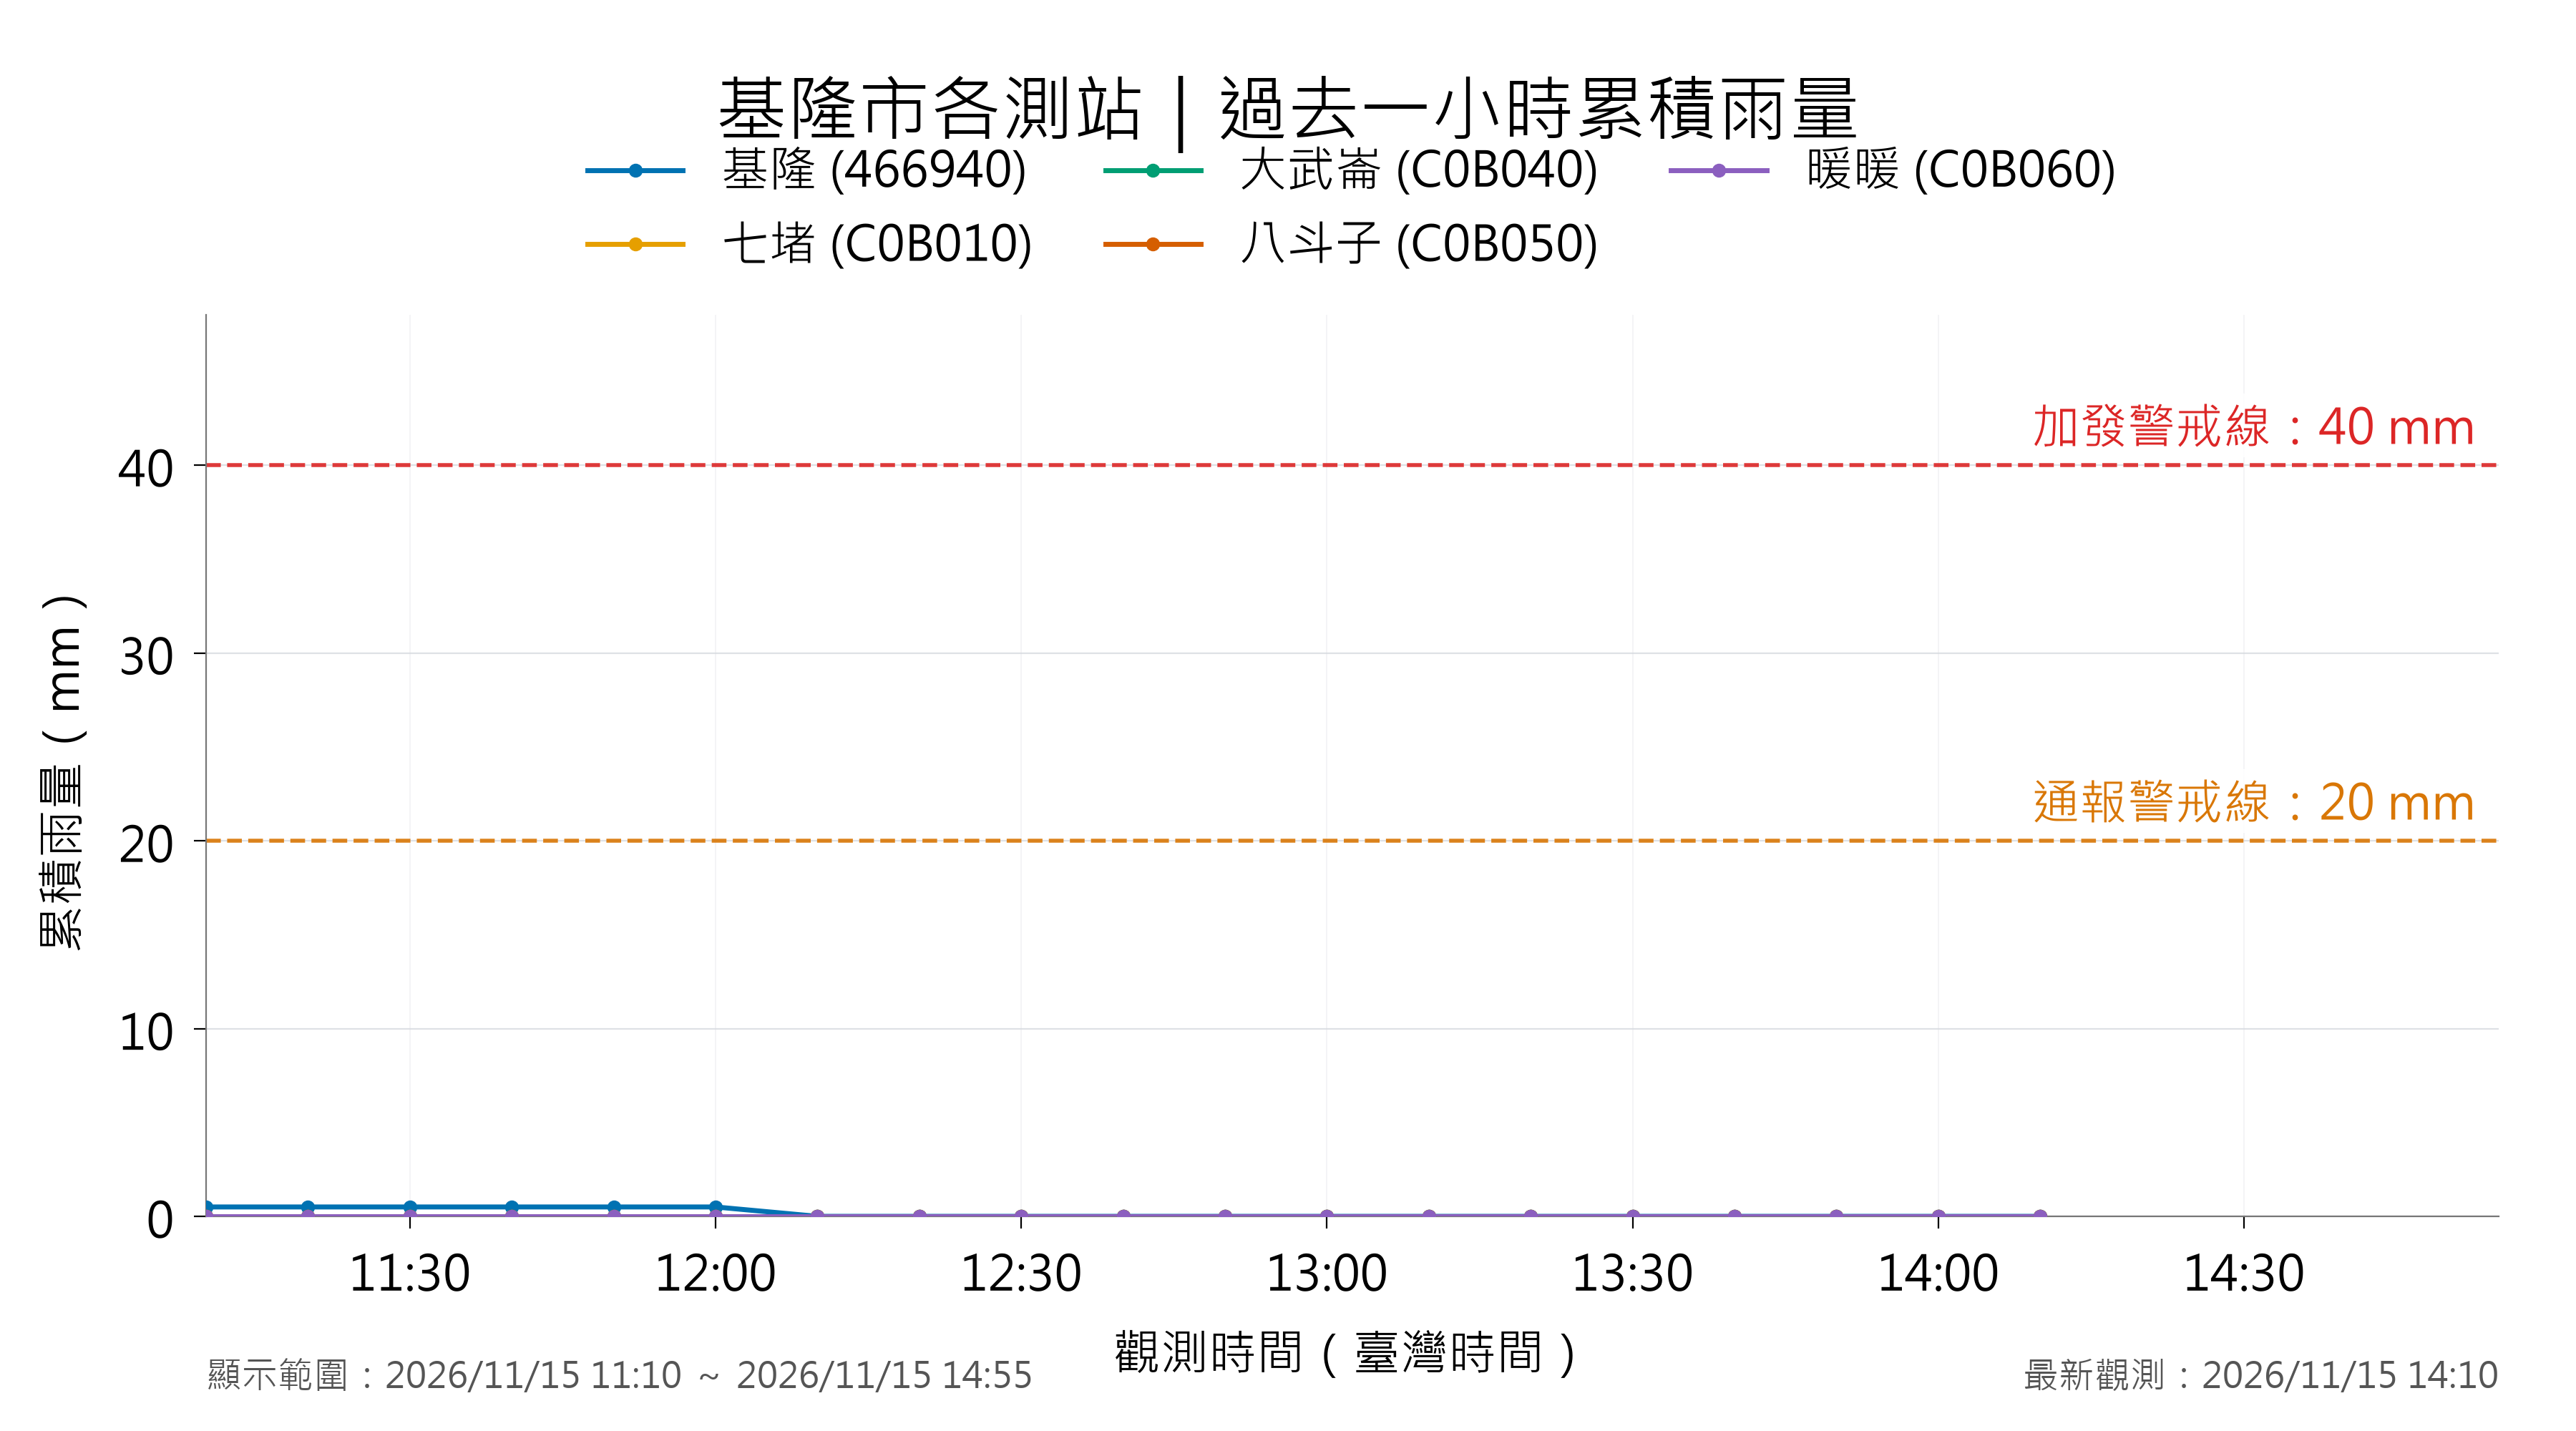 基隆市各測站｜過去一小時累積雨量
基隆 (466940)
七堵 (C0B010)
大武崙 (C0B040)
八斗子 (C0B050)
暖暖 (C0B060)
累積雨量（mm）
40
30
20
10
0
加發警戒線：40 mm
通報警戒線：20 mm
11:30
12:00
12:30
13:00
13:30
14:00
14:30
觀測時間（臺灣時間）
顯示範圍：2026/11/15 11:10 ~ 2026/11/15 14:55
最新觀測：2026/11/15 14:10